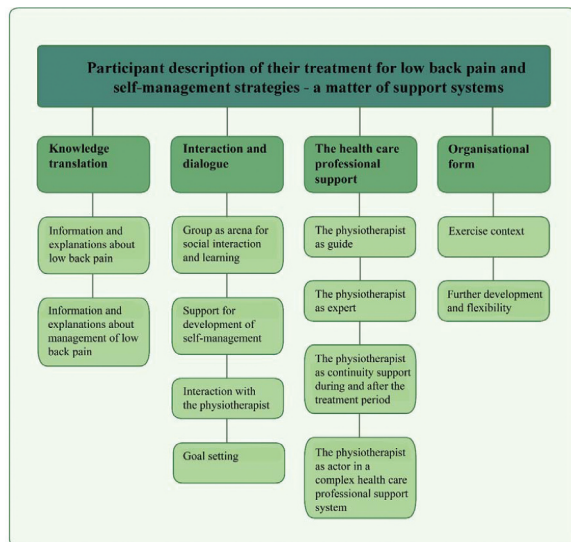 Participant description of their treatment for low back pain and
self-management strategies - a matter of support systems
Knowledge
translation
Information and
explanations about
low back pain
Information and
explanations about
management of low
back pain
Interaction and
dialogue
Group as arena for
social interaction
and learning
Support for
development of
self-management
Interaction with
the physiotherapist
Goal setting
The health care
professional
support
The physiotherapist
as guide
The physiotherapist
as expert
The physiotherapist
as continuity support
during and after the
treatment period
The physiotherapist
as actor in a
complex health care
professional support
system
Organisational
form
Exercise context
Further development
and flexibility